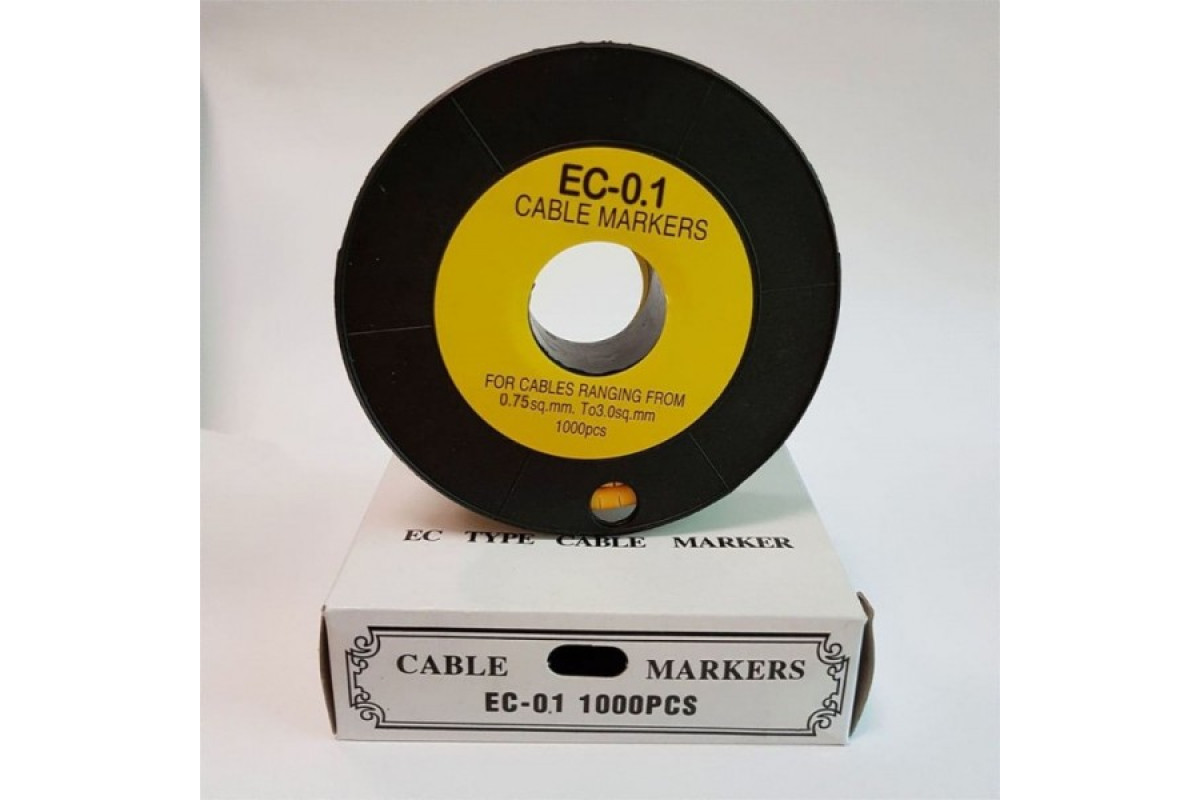 EC-0.1
CABLE MARKERS
FOR CABLES RANGING FROM
0.75sq.mm. To3.0sq.mm
1000pcs
EC TYPE CABLE MARKER
CABLE MARKERS
EC-0.1 1000PCS